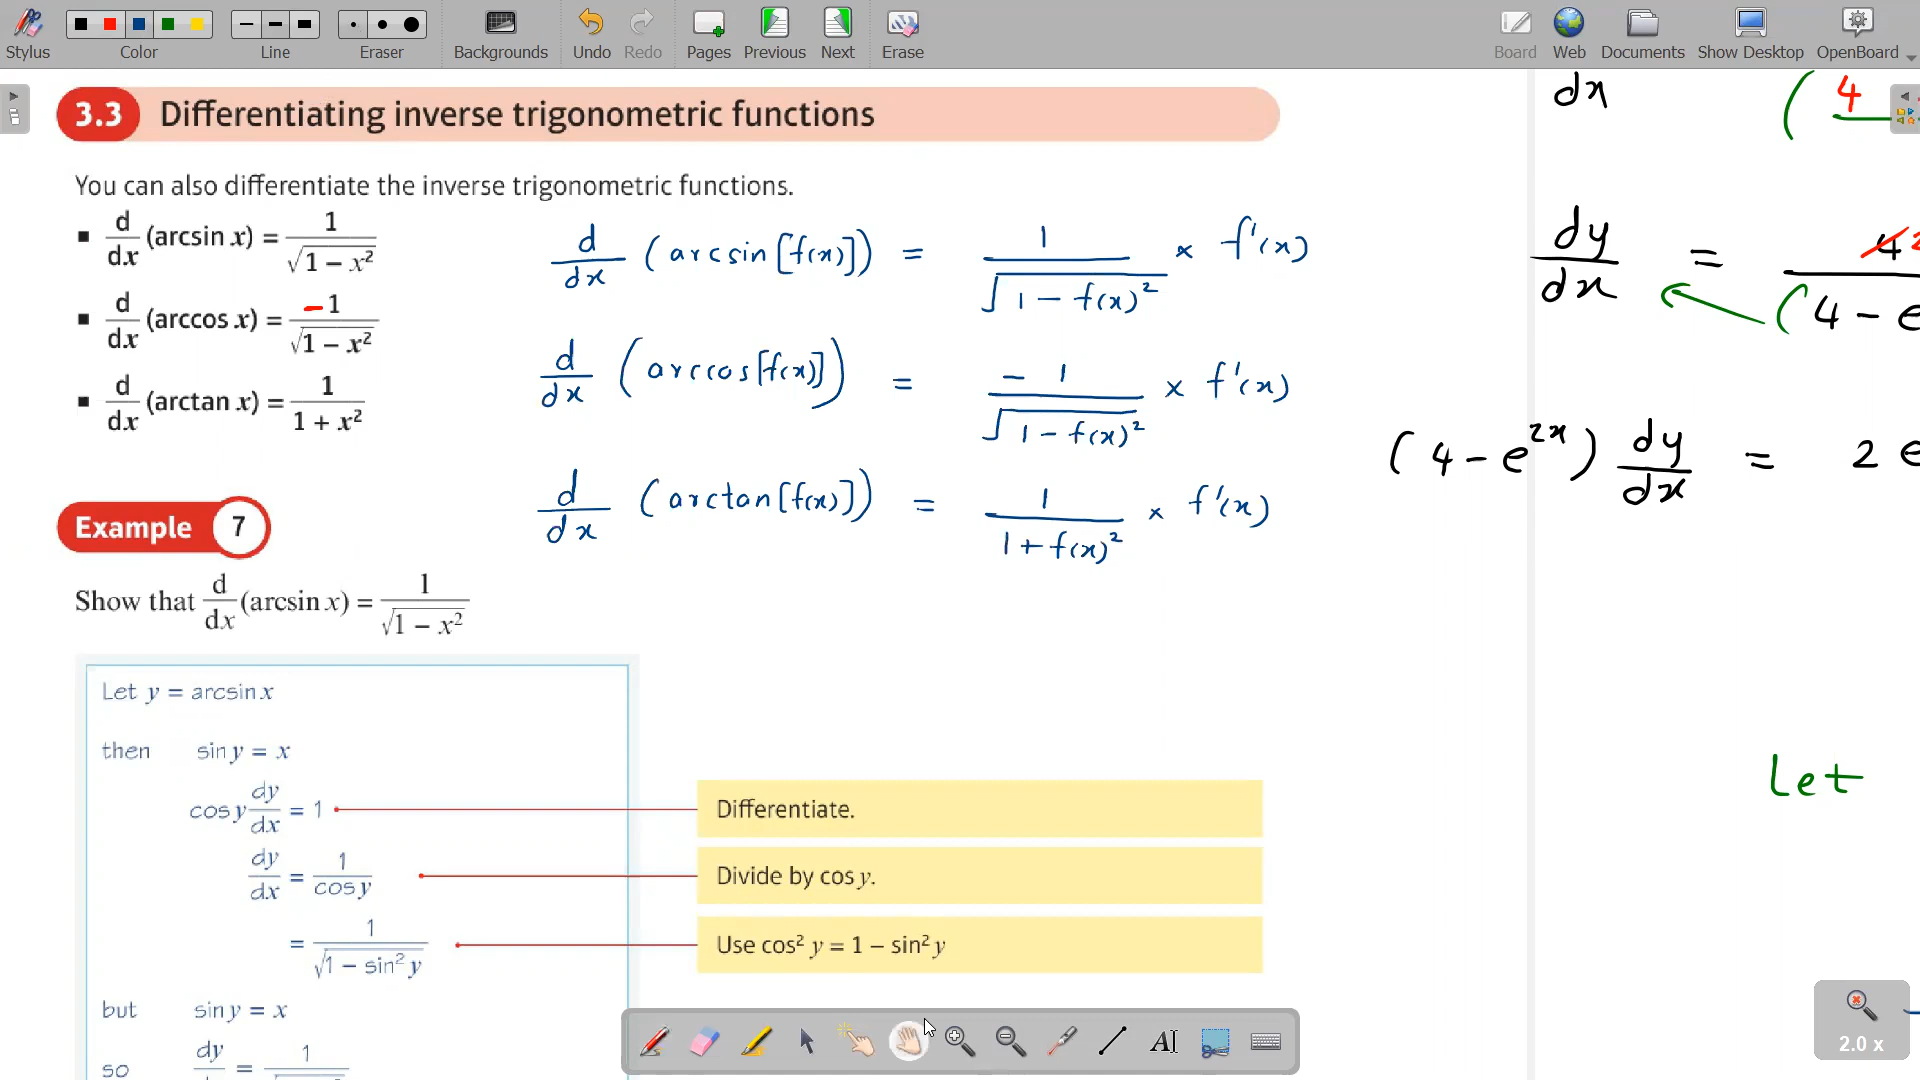 Stylus Color Line Eraser Backgrounds Undo Redo Pages Previous Next Erase Board Web Documents Show Desktop OpenBoard
3.3 Differentiating inverse trigonometric functions
You can also differentiate the inverse trigonometric functions.
▪ d/dx (arcsin x) = 1/√(1 − x²)
d/dx (arcsin[f(x)]) = 1/√(1 − f(x)²) × f'(x)
▪ d/dx (arccos x) = −1/√(1 − x²)
d/dx (arccos[f(x)]) = −1/√(1 − f(x)²) × f'(x)
▪ d/dx (arctan x) = 1/(1 + x²)
d/dx (arctan[f(x)]) = 1/(1 + f(x)²) × f'(x)
Example 7
Show that d/dx (arcsin x) = 1/√(1 − x²)
Let y = arcsin x
then sin y = x
cos y dy/dx = 1
Differentiate.
dy/dx = 1/cos y
Divide by cos y.
= 1/√(1 − sin² y)
Use cos² y = 1 − sin² y
but sin y = x
so dy/ = 1/
dx ( 4
dy/dx = 4 / (4 − e
(4 − e²ˣ) dy/dx = 2 e
Let
2.0 x